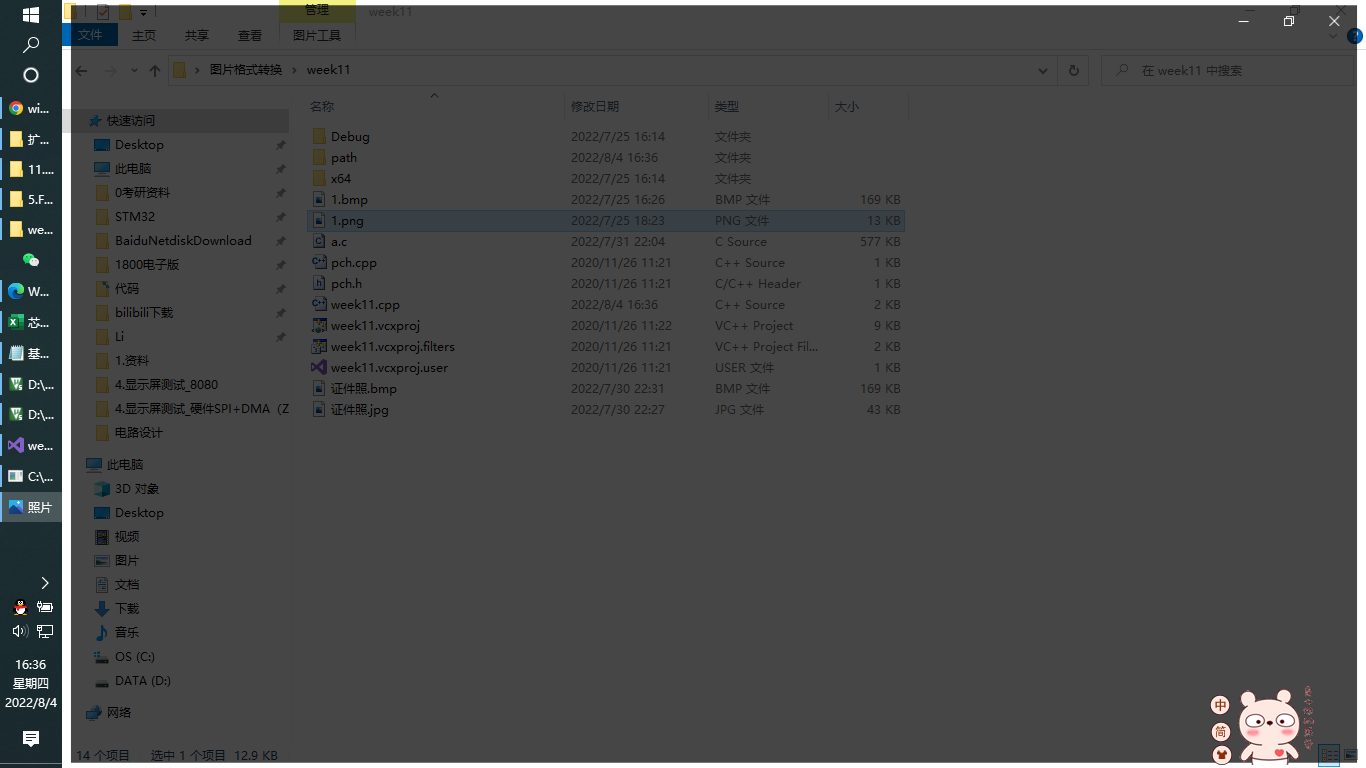 管理
week11
文件
主页
共享
查看
图片工具
图片格式转换 › week11
在 week11 中搜索
名称
修改日期
类型
大小
Debug 2022/7/25 16:14 文件夹
path 2022/8/4 16:36 文件夹
x64 2022/7/25 16:14 文件夹
1.bmp 2022/7/25 16:26 BMP 文件 169 KB
1.png 2022/7/25 18:23 PNG 文件 13 KB
a.c 2022/7/31 22:04 C Source 577 KB
pch.cpp 2020/11/26 11:21 C++ Source 1 KB
pch.h 2020/11/26 11:21 C/C++ Header 1 KB
week11.cpp 2022/8/4 16:36 C++ Source 2 KB
week11.vcxproj 2020/11/26 11:22 VC++ Project 9 KB
week11.vcxproj.filters 2020/11/26 11:21 VC++ Project Fil... 2 KB
week11.vcxproj.user 2020/11/26 11:21 USER 文件 1 KB
证件照.bmp 2022/7/30 22:31 BMP 文件 169 KB
证件照.jpg 2022/7/30 22:27 JPG 文件 43 KB
快速访问
Desktop
此电脑
0考研资料
STM32
BaiduNetdiskDownload
1800电子版
代码
bilibili下载
Li
1.资料
4.显示屏测试_8080
4.显示屏测试_硬件SPI+DMA（Z
电路设计
此电脑
3D 对象
Desktop
视频
图片
文档
下载
音乐
OS (C:)
DATA (D:)
网络
14 个项目
选中 1 个项目 12.9 KB
wi...
扩...
11....
5.F...
we...
W...
芯...
基...
D:\...
D:\...
we...
C:\...
照片
16:36
星期四
2022/8/4
中
简